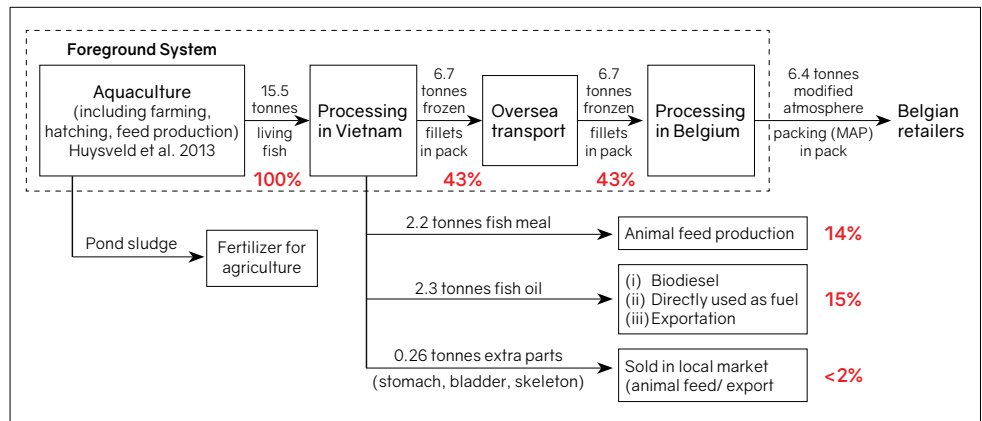 Foreground System
Aquaculture
(including farming,
hatching, feed production)
Huysveld et al. 2013
15.5
tonnes
living
fish
100%
Processing
in Vietnam
6.7
tonnes
frozen
fillets
in pack
43%
Oversea
transport
6.7
tonnes
fronzen
fillets
in pack
43%
Processing
in Belgium
6.4 tonnes
modified
atmosphere
packing (MAP)
in pack
Belgian
retailers
Pond sludge
Fertilizer for
agriculture
2.2 tonnes fish meal
Animal feed production
14%
2.3 tonnes fish oil
(i) Biodiesel
(ii) Directly used as fuel
(iii) Exportation
15%
0.26 tonnes extra parts
(stomach, bladder, skeleton)
Sold in local market
(animal feed/ export
<2%